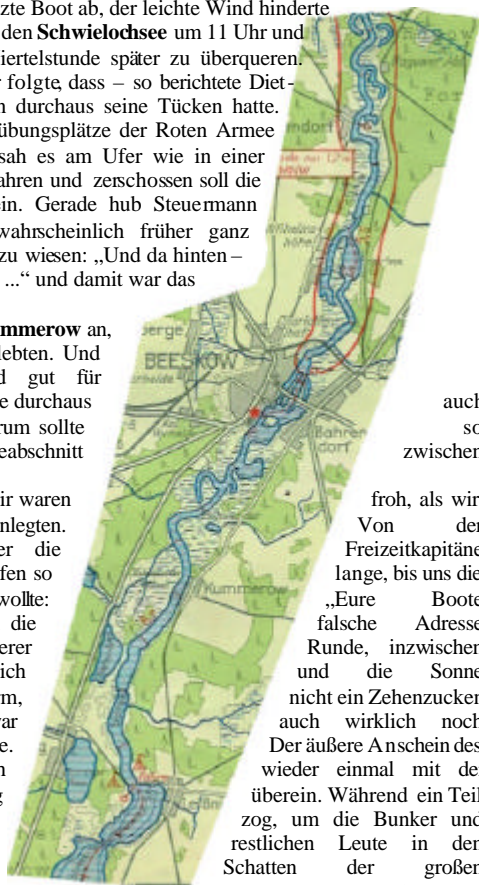 zte Boot ab, der leichte Wind hinderte
den Schwielochsee um 11 Uhr und
iertelstunde später zu überqueren.
r folgte, dass – so berichtete Diet-
n durchaus seine Tücken hatte.
übungsplätze der Roten Armee
sah es am Ufer wie in einer
ahren und zerschossen soll die
ein. Gerade hub Steuermann
wahrscheinlich früher ganz
zu wiesen: „Und da hinten –
...“ und damit war das
ummerow an,
lebten. Und
d gut für
e durchaus auch
rum sollte so
eabschnitt zwischen
ir waren froh, als wir
nlegten. Von der
er die Freizeitkapitäne
fen so lange, bis uns die
wollte: „Eure Boote
die falsche Adresse
erer Runde, inzwischen
ich und die Sonne
rm, nicht ein Zehenzucken
var auch wirklich noch
e. Der äußere Anschein des
n wieder einmal mit de
g überein. Während ein Teil
zog, um die Bunker und
restlichen Leute in den
Schatten der großen
BEESKOW
Bahrendorf
Kummerow